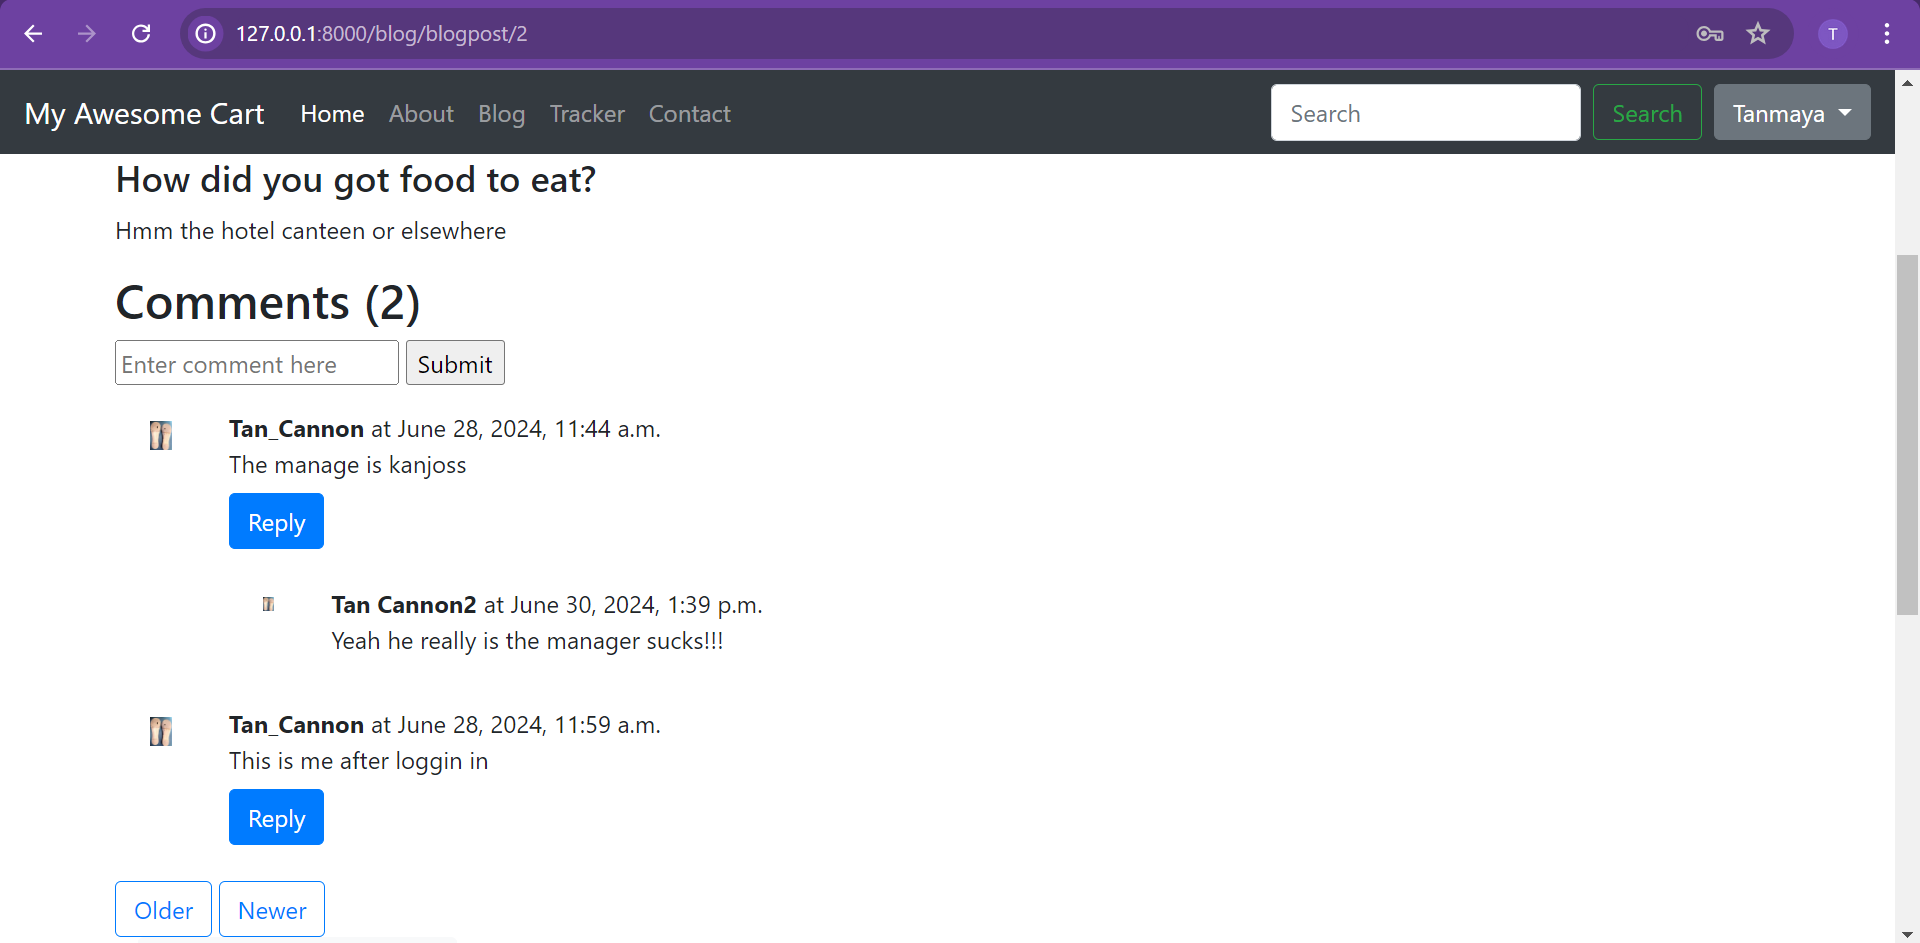 127.0.0.1:8000/blog/blogpost/2
T
My Awesome Cart Home About Blog Tracker Contact Search Search Tanmaya
How did you got food to eat?
Hmm the hotel canteen or elsewhere
Comments (2)
Enter comment here Submit
Tan_Cannon at June 28, 2024, 11:44 a.m.
The manage is kanjoss
Reply
Tan Cannon2 at June 30, 2024, 1:39 p.m.
Yeah he really is the manager sucks!!!
Tan_Cannon at June 28, 2024, 11:59 a.m.
This is me after loggin in
Reply
Older Newer